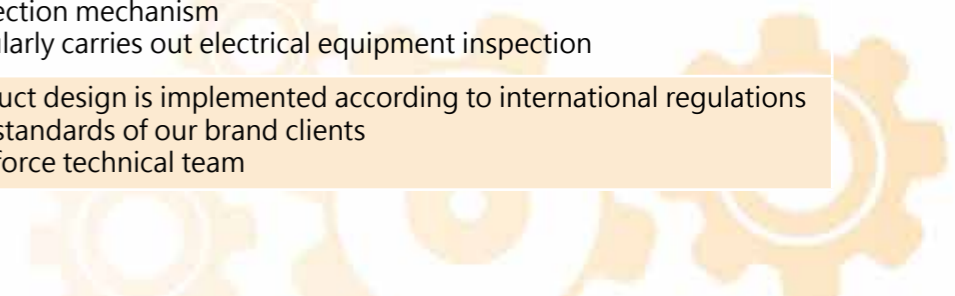 ection mechanism
larly carries out electrical equipment inspection
uct design is implemented according to international regulations
standards of our brand clients
force technical team